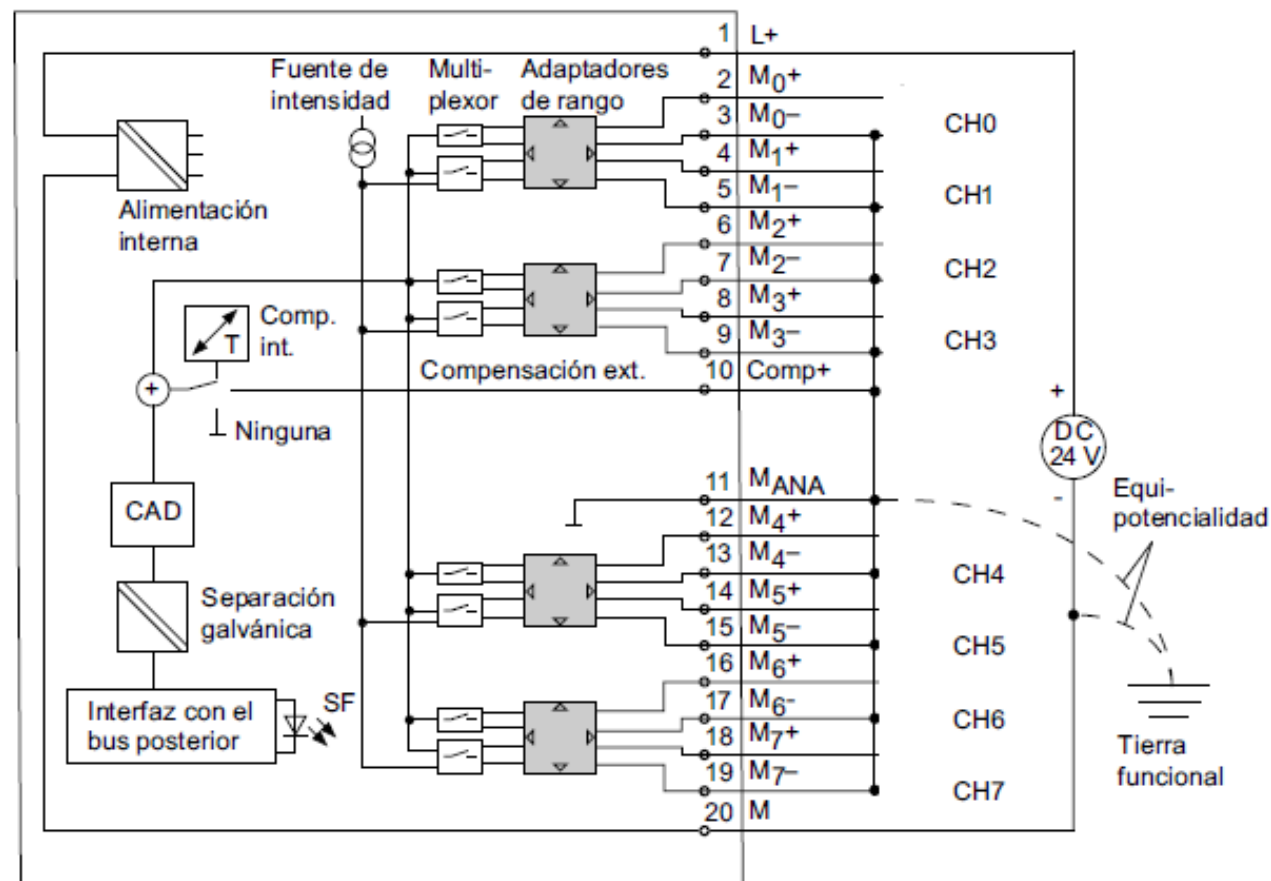 1 L+
Fuente de intensidad
Multi-
plexor
Adaptadores
de rango
2 M0+
3 M0–
CH0
4 M1+
5 M1–
CH1
Alimentación
interna
6 M2+
7 M2–
CH2
8 M3+
9 M3–
CH3
Comp.
int.
T
Compensación ext.
10 Comp+
+
Ninguna
+
DC
24 V
-
11 MANA
Equi-
potencialidad
CAD
12 M4+
13 M4–
CH4
14 M5+
15 M5–
CH5
Separación
galvánica
16 M6+
17 M6-
CH6
18 M7+
19 M7–
CH7
SF
Interfaz con el
bus posterior
Tierra
funcional
20 M